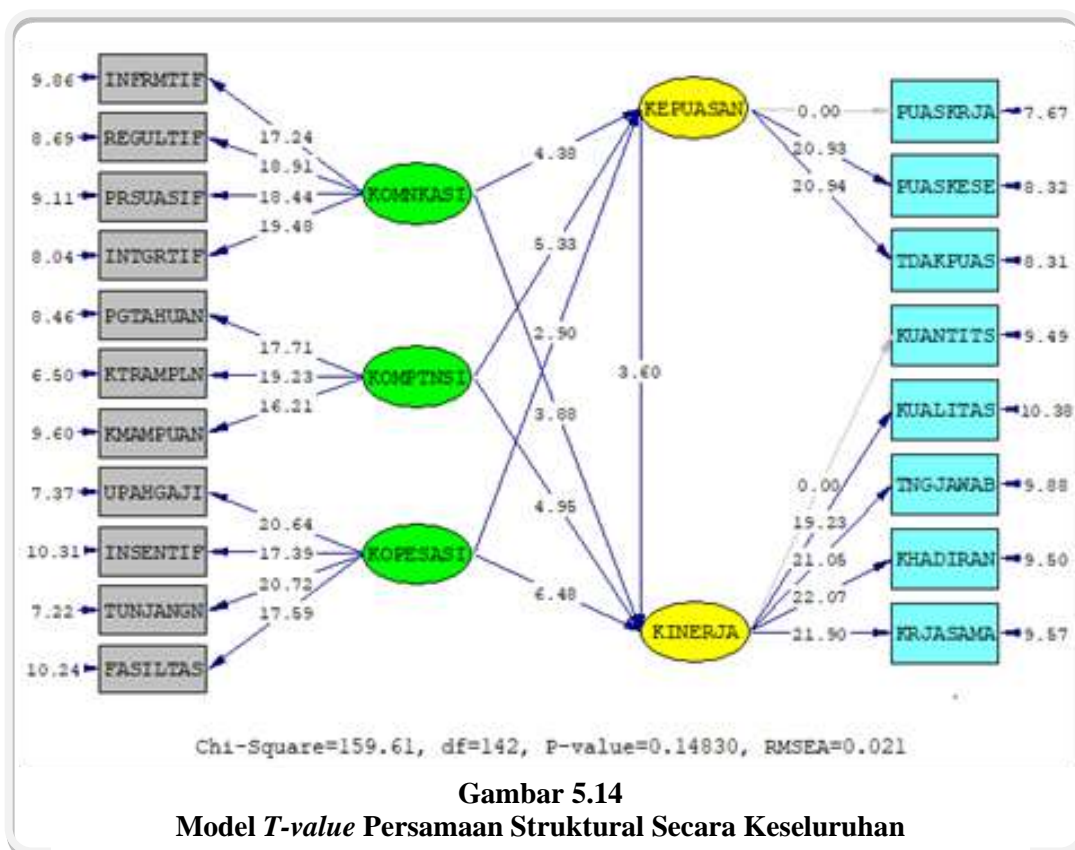 9.86 INFRMTIF
8.69 REGULTIF
9.11 PRSUASIF
8.04 INTGRTIF
8.46 PGTAHUAN
6.50 KTRAMPLN
9.60 KMAMPUAN
7.37 UPAHGAJI
10.31 INSENTIF
7.22 TUNJANGN
10.24 FASILTAS
17.24
18.91
18.44
19.48
17.71
19.23
16.21
20.64
17.39
20.72
17.59
KOMNKASI
KOMPTNSI
KOPESASI
4.38
5.33
2.90
3.60
3.88
4.95
6.48
KEPUASAN
KINERJA
0.00
20.93
20.94
0.00
19.23
21.05
22.07
21.90
PUASKRJA 7.67
PUASKESE 8.32
TDAKPUAS 8.31
KUANTITS 9.49
KUALITAS 10.38
TNGJAWAB 9.88
KHADIRAN 9.50
KRJASAMA 9.57
Chi-Square=159.61, df=142, P-value=0.14830, RMSEA=0.021
Gambar 5.14
Model T-value Persamaan Struktural Secara Keseluruhan